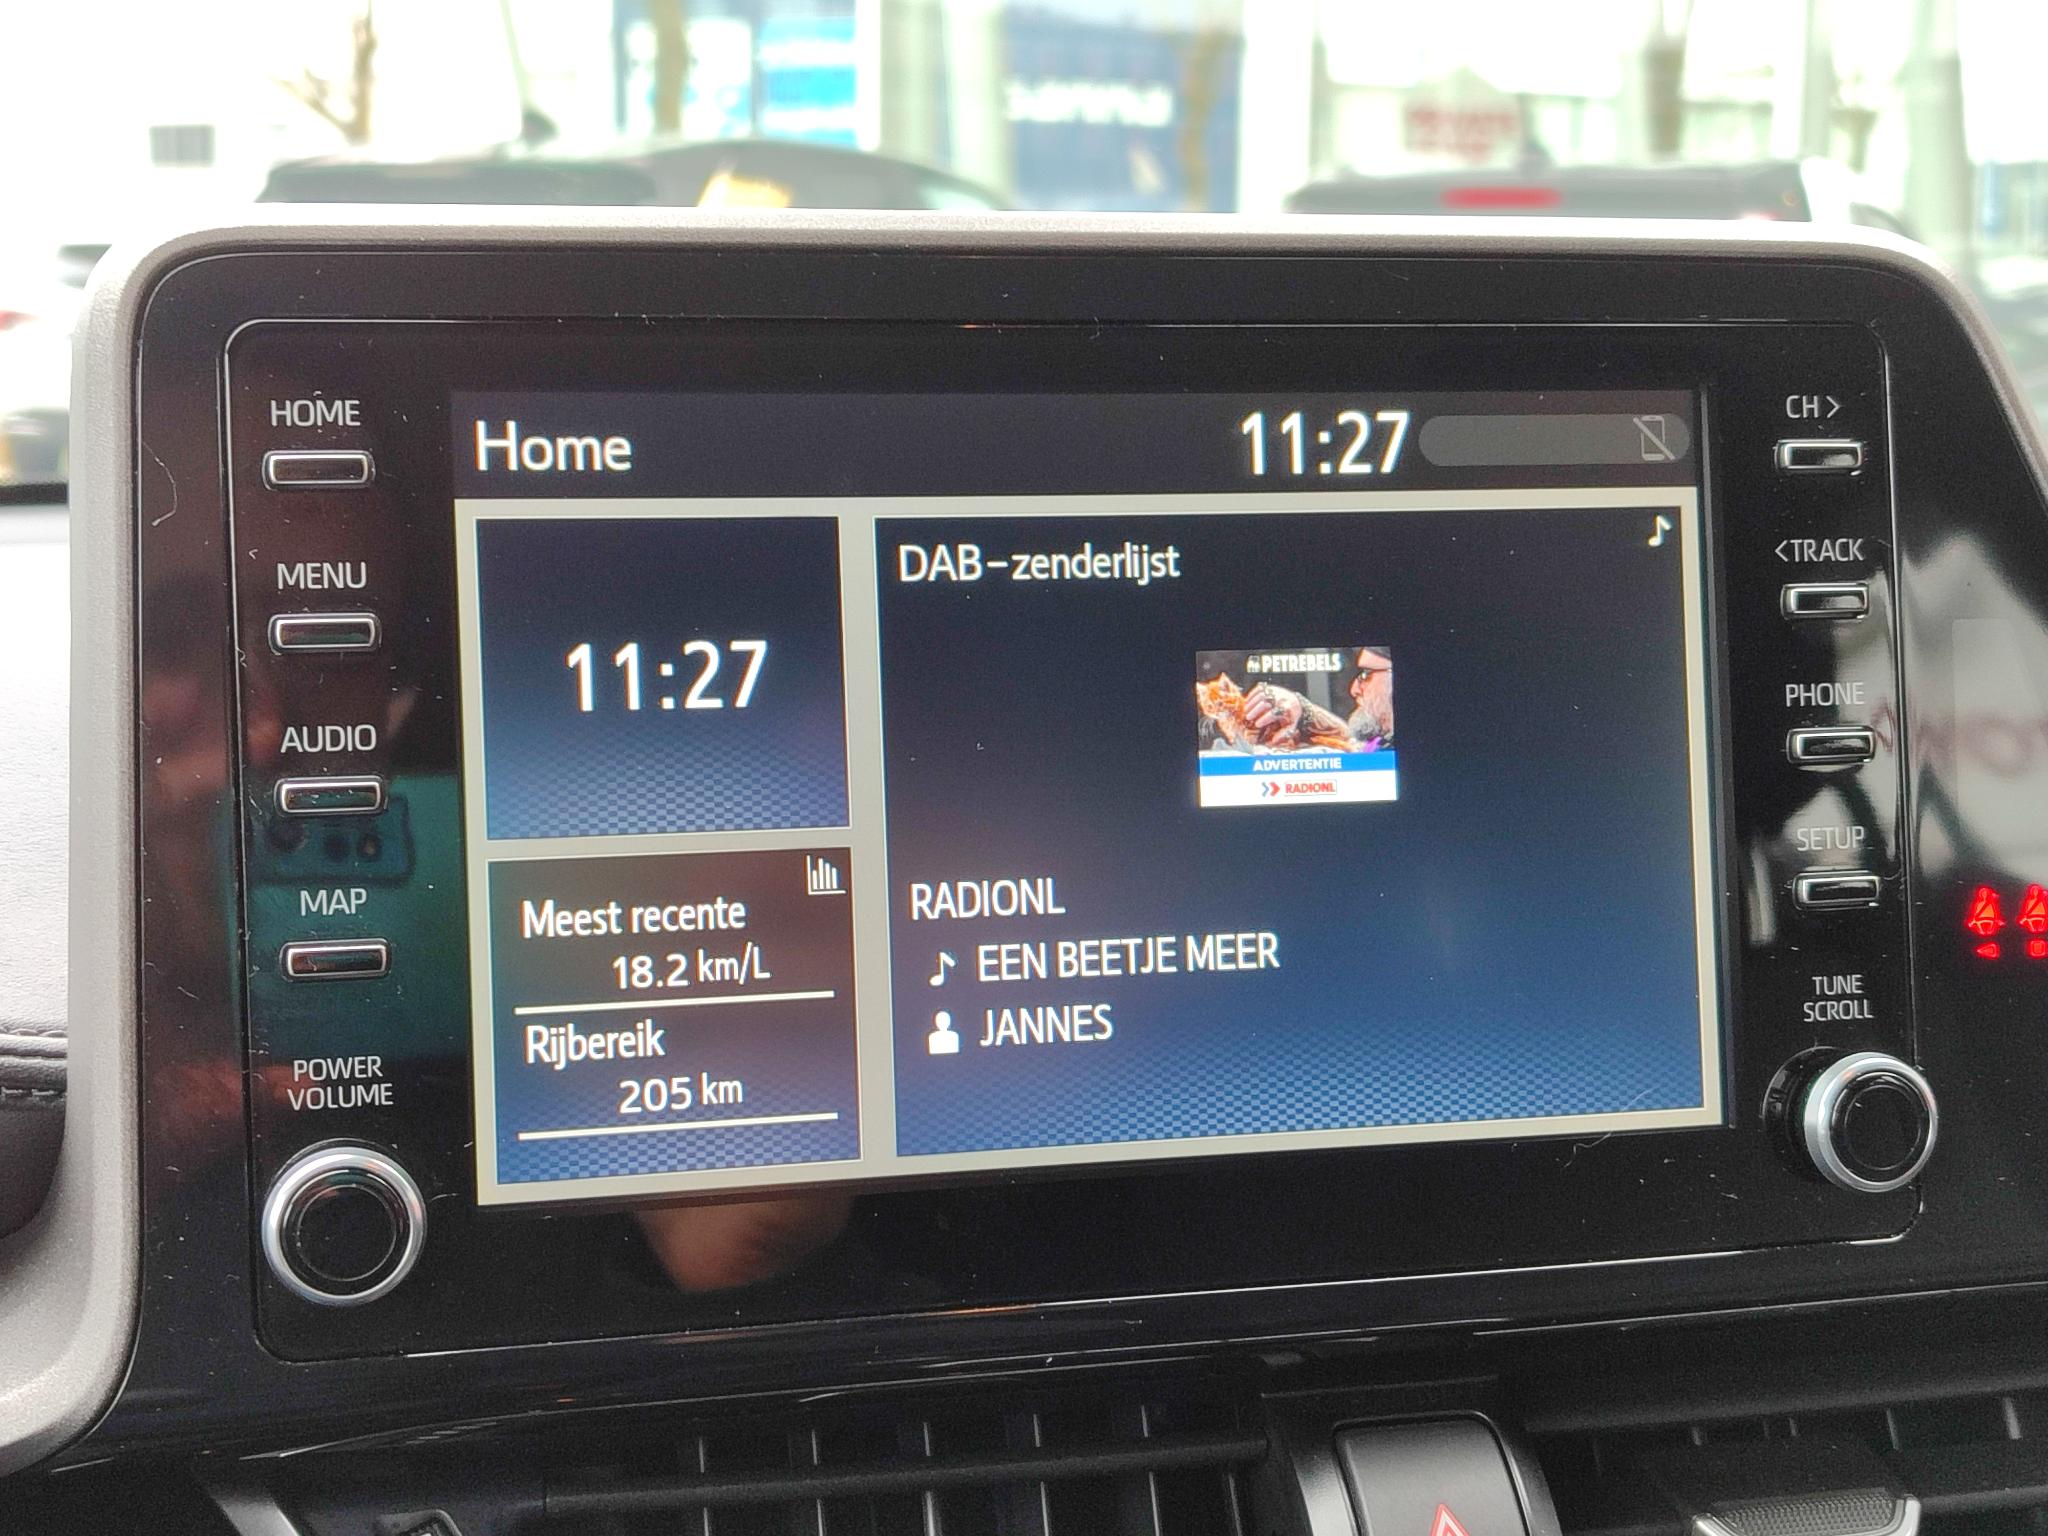 HOME
MENU
AUDIO
MAP
POWER
VOLUME
Home
11:27
11:27
Meest recente
18.2 km/L
Rijbereik
205 km
DAB-zenderlijst
PETREBELS
ADVERTENTIE
RADIONL
RADIONL
EEN BEETJE MEER
JANNES
CH >
<TRACK
PHONE
SETUP
TUNE
SCROLL